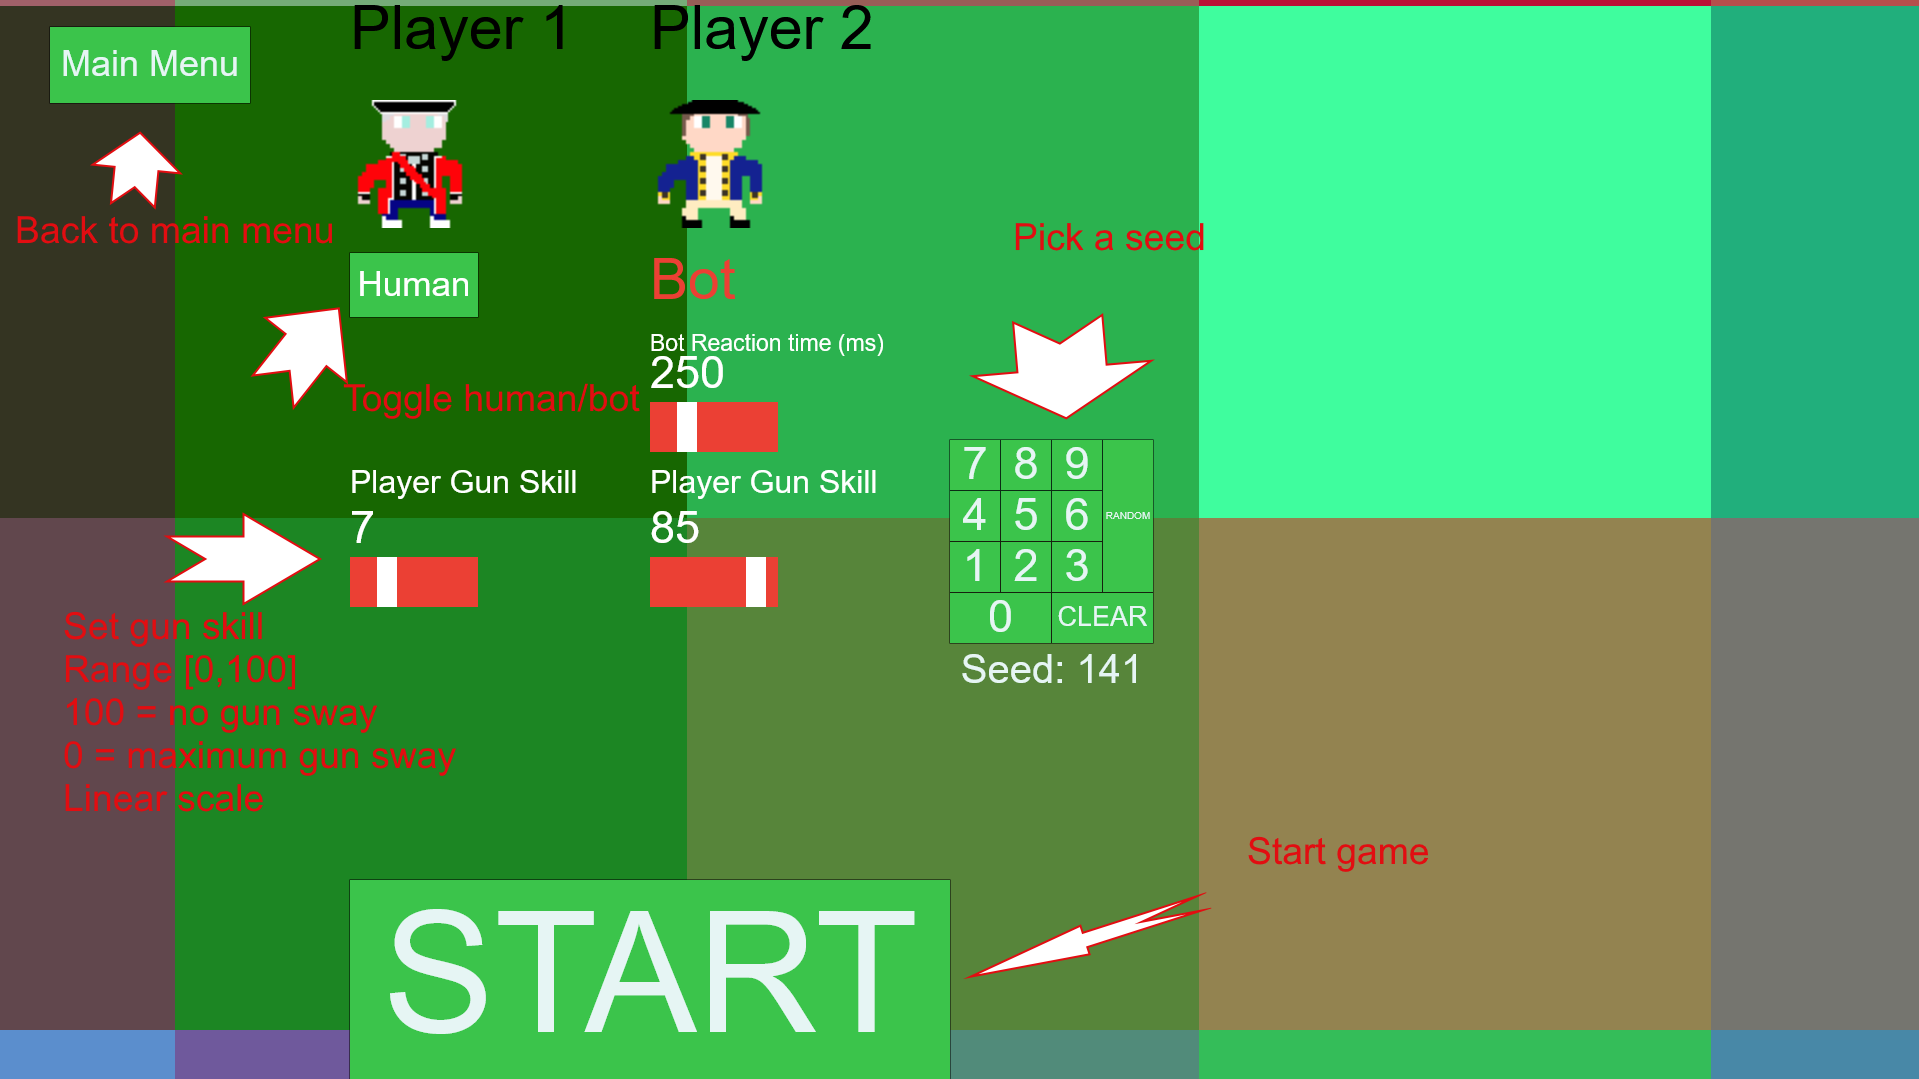 Player 1
Player 2
Main Menu
Back to main menu
Human
Bot
Pick a seed
Bot Reaction time (ms)
250
Toggle human/bot
Player Gun Skill
7
Player Gun Skill
85
7 8 9
4 5 6 RANDOM
1 2 3
0 CLEAR
Seed: 141
Set gun skill
Range [0,100]
100 = no gun sway
0 = maximum gun sway
Linear scale
Start game
START